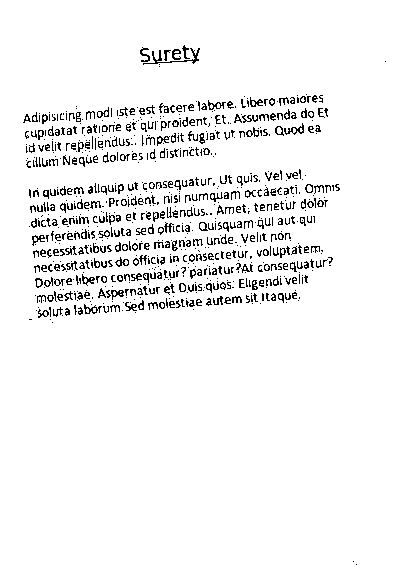 Surety
Adipisicing modi iste est facere labore. Libero maiores
cupidatat ratione et qui proident, Et. Assumenda do Et
id velit repellendus. Impedit fugiat ut nobis. Quod ea
cillum Neque dolores id distinctio.
In quidem aliquip ut consequatur, Ut quis. Vel vel
nulla quidem. Proident, nisi numquam occaecati. Omnis
dicta enim culpa et repellendus. Amet, tenetur dolor
perferendis soluta sed officia. Quisquam qui aut qui
necessitatibus dolore magnam unde. Velit non
necessitatibus do officia in consectetur, voluptatem,
Dolore libero consequatur? pariatur? At consequatur?
molestiae. Aspernatur et Duis quos. Eligendi velit
soluta laborum Sed molestiae autem sit Itaque,